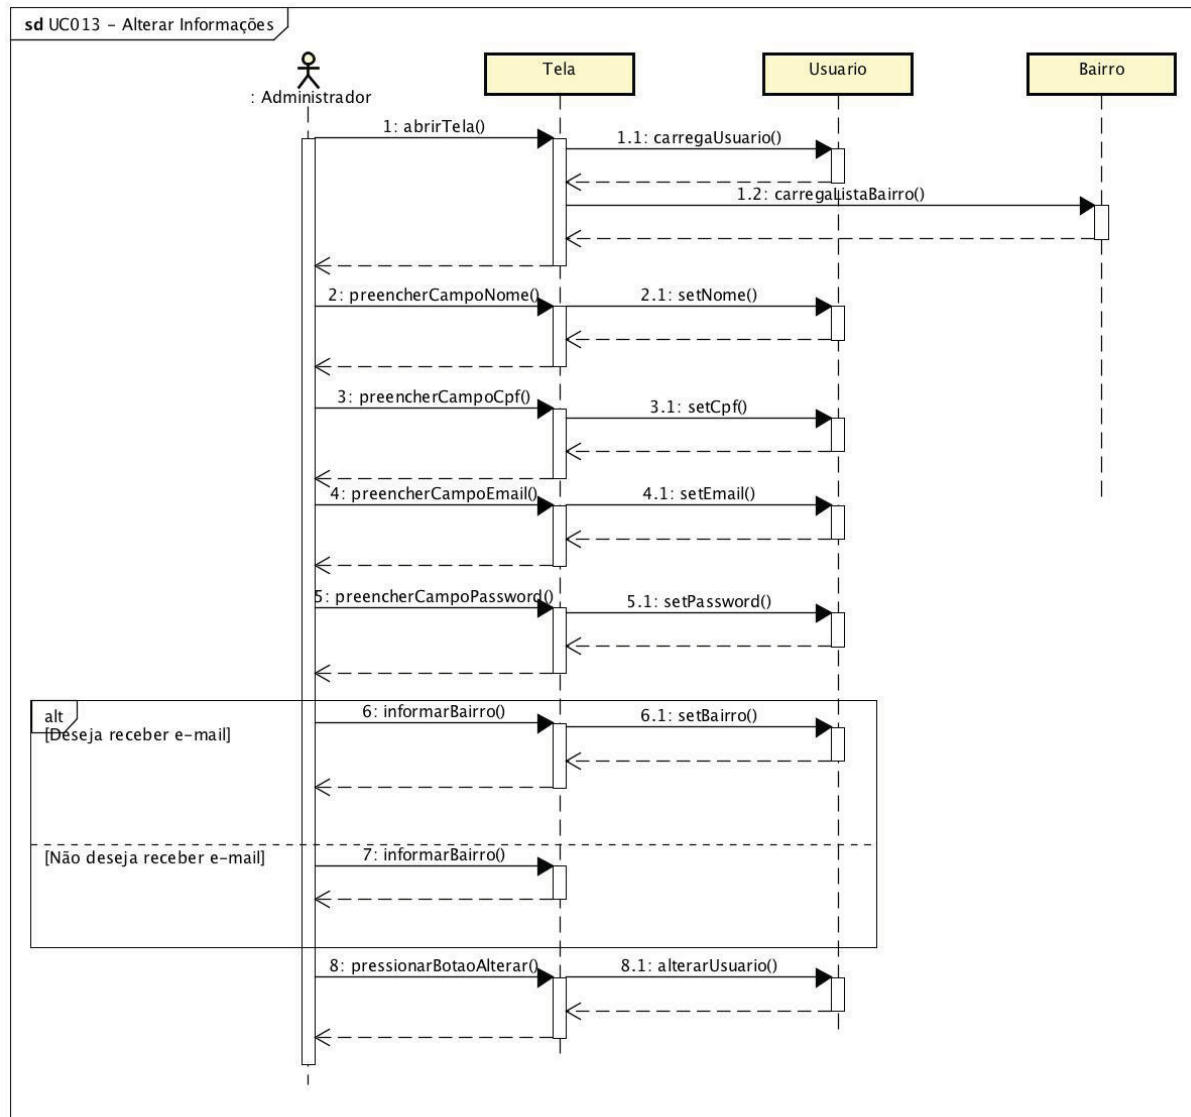 sd UC013 - Alterar Informações
: Administrador
Tela
Usuario
Bairro
1: abrirTela()
1.1: carregaUsuario()
1.2: carregaListaBairro()
2: preencherCampoNome()
2.1: setNome()
3: preencherCampoCpf()
3.1: setCpf()
4: preencherCampoEmail()
4.1: setEmail()
5: preencherCampoPassword()
5.1: setPassword()
alt
[Deseja receber e-mail]
6: informarBairro()
6.1: setBairro()
[Não deseja receber e-mail]
7: informarBairro()
8: pressionarBotaoAlterar()
8.1: alterarUsuario()